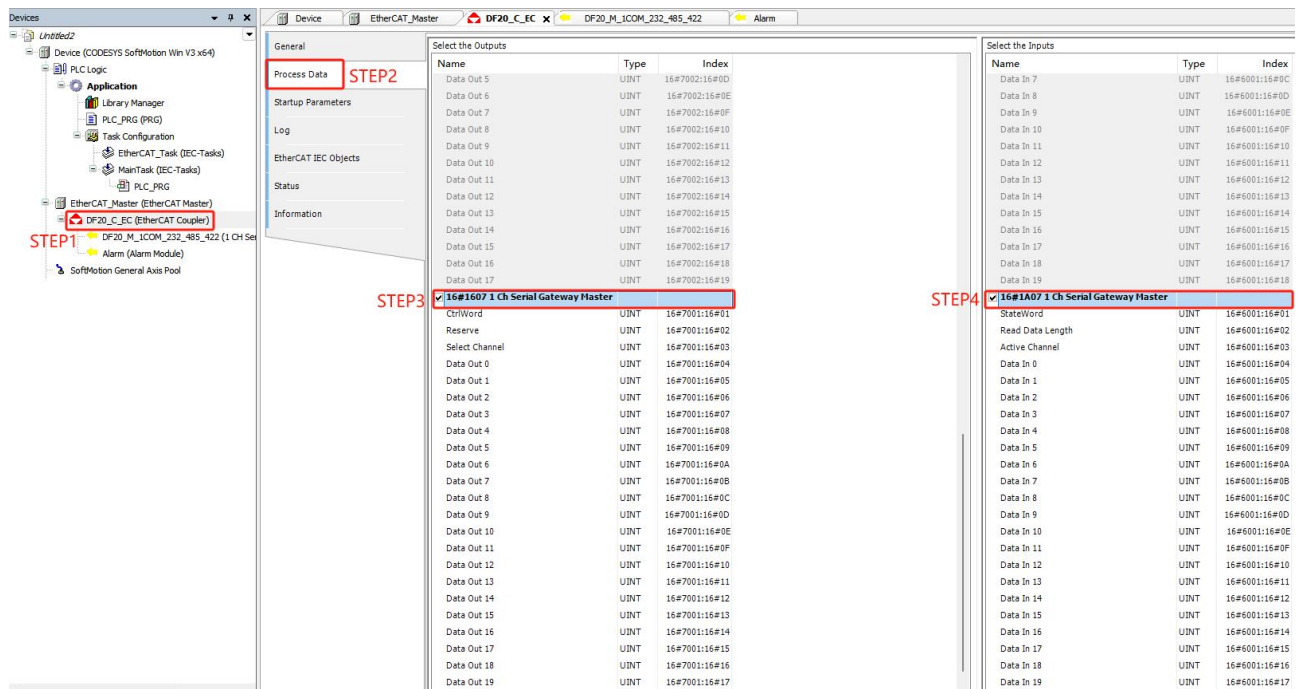 Devices
Untitled2
Device (CODESYS SoftMotion Win V3 x64)
PLC Logic
Application
Library Manager
PLC_PRG (PRG)
Task Configuration
EtherCAT_Task (IEC-Tasks)
MainTask (IEC-Tasks)
PLC_PRG
EtherCAT_Master (EtherCAT Master)
DF20_C_EC (EtherCAT Coupler)
STEP1
DF20_M_1COM_232_485_422 (1 CH Ser
Alarm (Alarm Module)
SoftMotion General Axis Pool
Device EtherCAT_Master DF20_C_EC DF20_M_1COM_232_485_422 Alarm
General
Process Data STEP2
Startup Parameters
Log
EtherCAT IEC Objects
Status
Information
Select the Outputs
Name Type Index
Data Out 5 UINT 16#7002:16#0D
Data Out 6 UINT 16#7002:16#0E
Data Out 7 UINT 16#7002:16#0F
Data Out 8 UINT 16#7002:16#10
Data Out 9 UINT 16#7002:16#11
Data Out 10 UINT 16#7002:16#12
Data Out 11 UINT 16#7002:16#13
Data Out 12 UINT 16#7002:16#14
Data Out 13 UINT 16#7002:16#15
Data Out 14 UINT 16#7002:16#16
Data Out 15 UINT 16#7002:16#17
Data Out 16 UINT 16#7002:16#18
Data Out 17 UINT 16#7002:16#19
STEP3 16#1607 1 Ch Serial Gateway Master
CtrlWord UINT 16#7001:16#01
Reserve UINT 16#7001:16#02
Select Channel UINT 16#7001:16#03
Data Out 0 UINT 16#7001:16#04
Data Out 1 UINT 16#7001:16#05
Data Out 2 UINT 16#7001:16#06
Data Out 3 UINT 16#7001:16#07
Data Out 4 UINT 16#7001:16#08
Data Out 5 UINT 16#7001:16#09
Data Out 6 UINT 16#7001:16#0A
Data Out 7 UINT 16#7001:16#0B
Data Out 8 UINT 16#7001:16#0C
Data Out 9 UINT 16#7001:16#0D
Data Out 10 UINT 16#7001:16#0E
Data Out 11 UINT 16#7001:16#0F
Data Out 12 UINT 16#7001:16#10
Data Out 13 UINT 16#7001:16#11
Data Out 14 UINT 16#7001:16#12
Data Out 15 UINT 16#7001:16#13
Data Out 16 UINT 16#7001:16#14
Data Out 17 UINT 16#7001:16#15
Data Out 18 UINT 16#7001:16#16
Data Out 19 UINT 16#7001:16#17
Select the Inputs
Name Type Index
Data In 7 UINT 16#6001:16#0C
Data In 8 UINT 16#6001:16#0D
Data In 9 UINT 16#6001:16#0E
Data In 10 UINT 16#6001:16#0F
Data In 11 UINT 16#6001:16#10
Data In 12 UINT 16#6001:16#11
Data In 13 UINT 16#6001:16#12
Data In 14 UINT 16#6001:16#13
Data In 15 UINT 16#6001:16#14
Data In 16 UINT 16#6001:16#15
Data In 17 UINT 16#6001:16#16
Data In 18 UINT 16#6001:16#17
Data In 19 UINT 16#6001:16#18
STEP4 16#1A07 1 Ch Serial Gateway Master
StateWord UINT 16#6001:16#01
Read Data Length UINT 16#6001:16#02
Active Channel UINT 16#6001:16#03
Data In 0 UINT 16#6001:16#04
Data In 1 UINT 16#6001:16#05
Data In 2 UINT 16#6001:16#06
Data In 3 UINT 16#6001:16#07
Data In 4 UINT 16#6001:16#08
Data In 5 UINT 16#6001:16#09
Data In 6 UINT 16#6001:16#0A
Data In 7 UINT 16#6001:16#0B
Data In 8 UINT 16#6001:16#0C
Data In 9 UINT 16#6001:16#0D
Data In 10 UINT 16#6001:16#0E
Data In 11 UINT 16#6001:16#0F
Data In 12 UINT 16#6001:16#10
Data In 13 UINT 16#6001:16#11
Data In 14 UINT 16#6001:16#12
Data In 15 UINT 16#6001:16#13
Data In 16 UINT 16#6001:16#14
Data In 17 UINT 16#6001:16#15
Data In 18 UINT 16#6001:16#16
Data In 19 UINT 16#6001:16#17